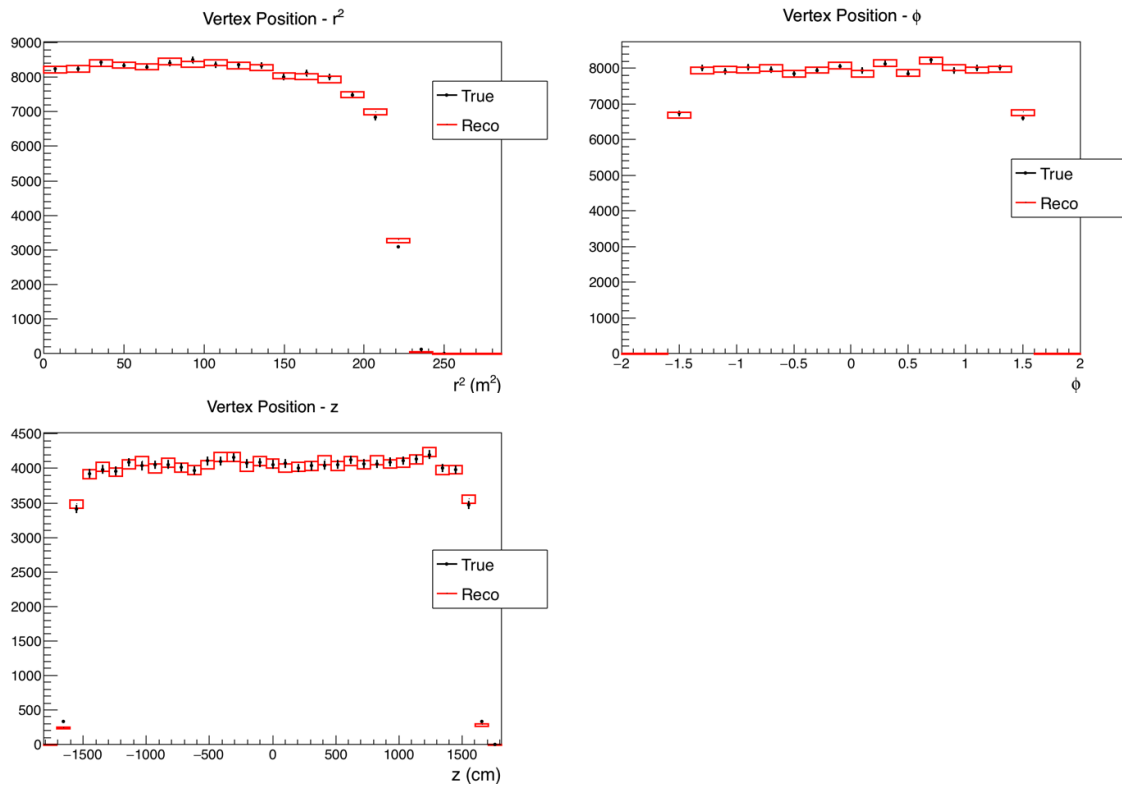 Vertex Position - r²
9000
8000
7000
6000
5000
4000
3000
2000
1000
0
0 50 100 150 200 250
r² (m²)
True
Reco
Vertex Position - ϕ
8000
7000
6000
5000
4000
3000
2000
1000
0
−2 −1.5 −1 −0.5 0 0.5 1 1.5 2
ϕ
True
Reco
Vertex Position - z
4500
4000
3500
3000
2500
2000
1500
1000
500
0
−1500 −1000 −500 0 500 1000 1500
z (cm)
True
Reco